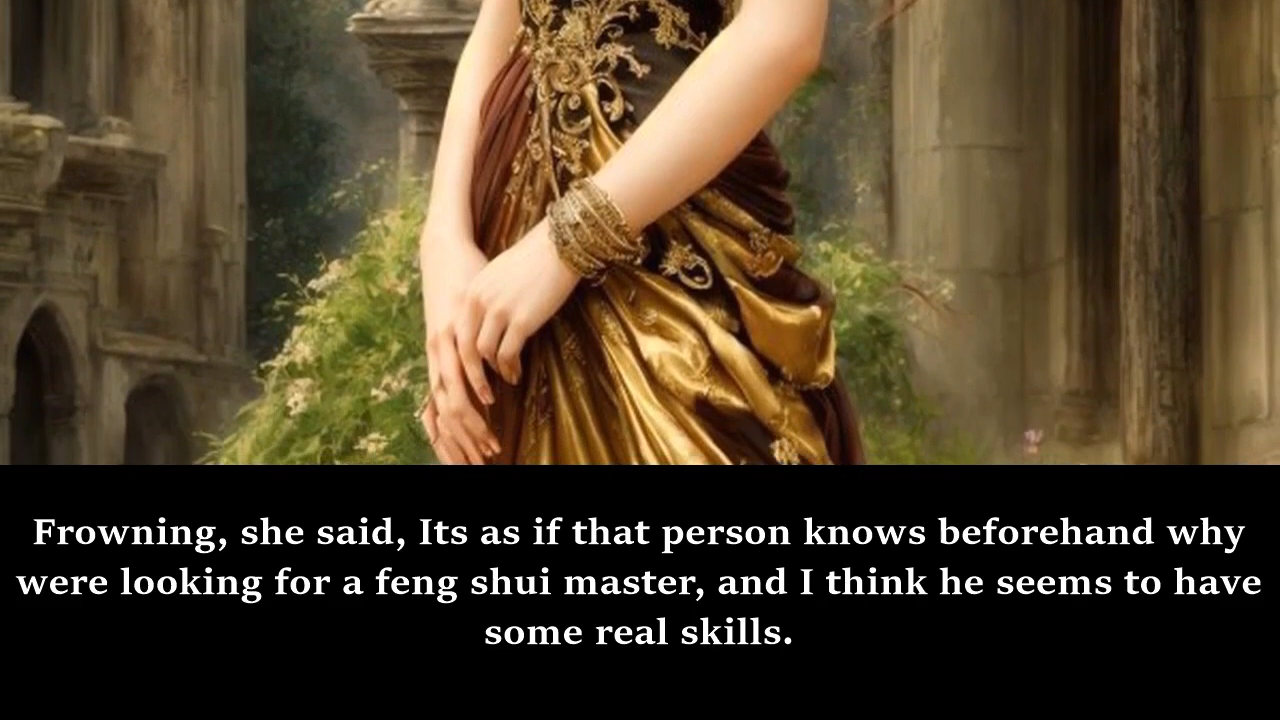 Frowning, she said, Its as if that person knows beforehand why
were looking for a feng shui master, and I think he seems to have
some real skills.